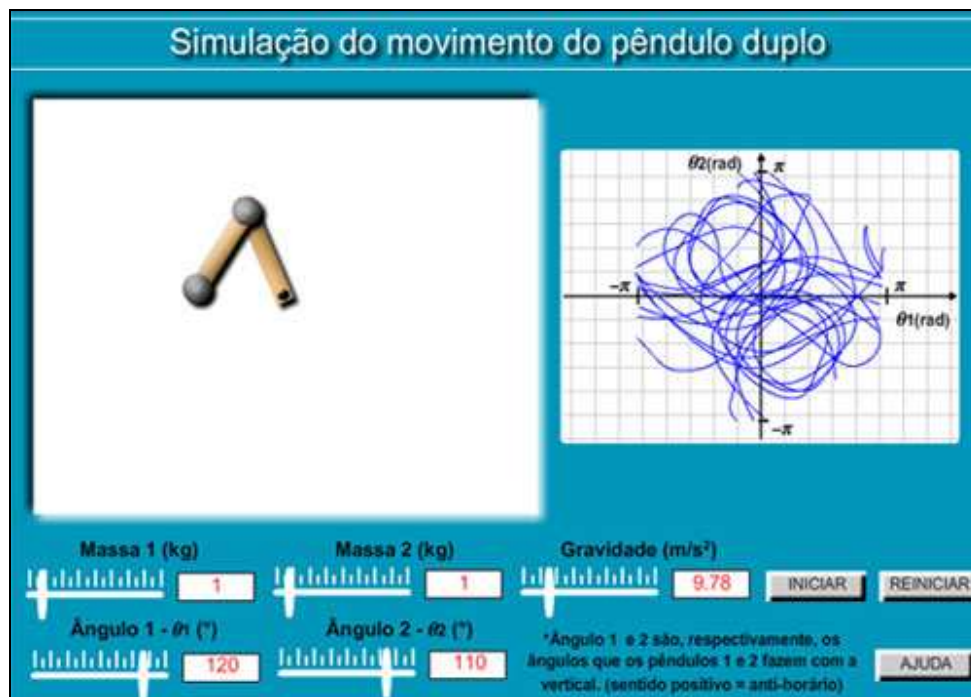 Simulação do movimento do pêndulo duplo
θ2(rad)
π
-π
π
θ1(rad)
-π
Massa 1 (kg)
Massa 2 (kg)
Gravidade (m/s²)
1
1
9.78
INICIAR
REINICIAR
Ângulo 1 - θ1 (°)
Ângulo 2 - θ2 (°)
120
110
*Ângulo 1 e 2 são, respectivamente, os
ângulos que os pêndulos 1 e 2 fazem com a
vertical. (sentido positivo = anti-horário)
AJUDA